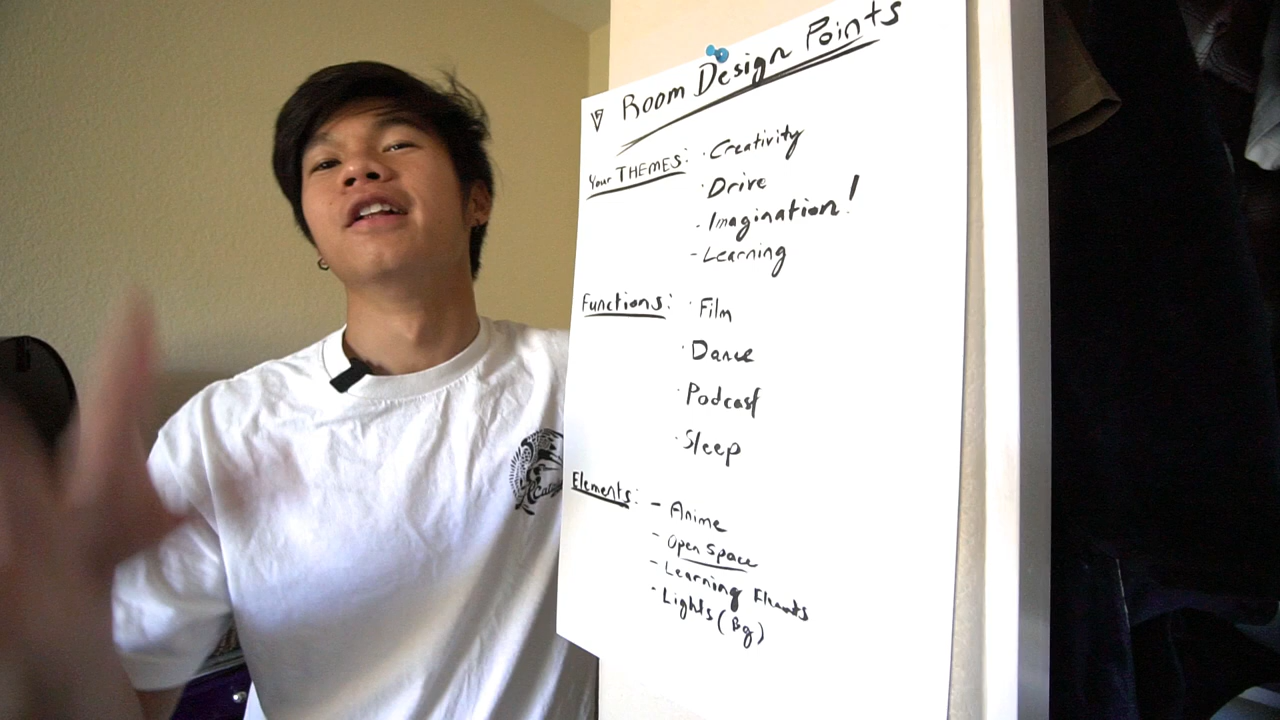 Room Design Points
Your THEMES: · Creativity
· Drive
- Imagination!
- Learning
Functions: · Film
· Dance
· Podcast
· Sleep
Elements: - Anime
- Open space
- Learning Elements
- Lights (Bg)